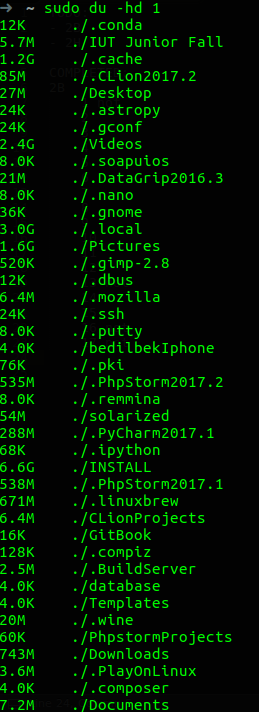 ➜ ~ sudo du -hd 1
12K ./.conda
5.7M ./IUT Junior Fall
1.2G ./.cache
85M ./.CLion2017.2
27M ./Desktop
24K ./.astropy
24K ./.gconf
2.4G ./Videos
8.0K ./.soapuios
21M ./.DataGrip2016.3
8.0K ./.nano
36K ./.gnome
3.0G ./.local
1.6G ./Pictures
520K ./.gimp-2.8
12K ./.dbus
6.4M ./.mozilla
24K ./.ssh
8.0K ./.putty
4.0K ./bedilbekIphone
76K ./.pki
535M ./.PhpStorm2017.2
8.0K ./.remmina
54M ./solarized
288M ./.PyCharm2017.1
68K ./.ipython
6.6G ./INSTALL
538M ./.PhpStorm2017.1
671M ./.linuxbrew
6.4M ./CLionProjects
16K ./GitBook
128K ./.compiz
2.5M ./.BuildServer
4.0K ./database
4.0K ./Templates
20M ./.wine
60K ./PhpstormProjects
743M ./Downloads
3.6M ./.PlayOnLinux
4.0K ./.composer
7.2M ./Documents